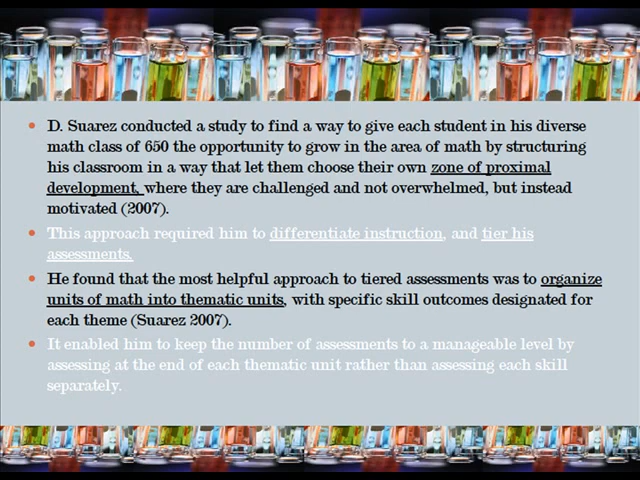 D. Suarez conducted a study to find a way to give each student in his diverse
math class of 650 the opportunity to grow in the area of math by structuring
his classroom in a way that let them choose their own zone of proximal
development, where they are challenged and not overwhelmed, but instead
motivated (2007).
This approach required him to differentiate instruction, and tier his
assessments.
He found that the most helpful approach to tiered assessments was to organize
units of math into thematic units, with specific skill outcomes designated for
each theme (Suarez 2007).
It enabled him to keep the number of assessments to a manageable level by
assessing at the end of each thematic unit rather than assessing each skill
separately.